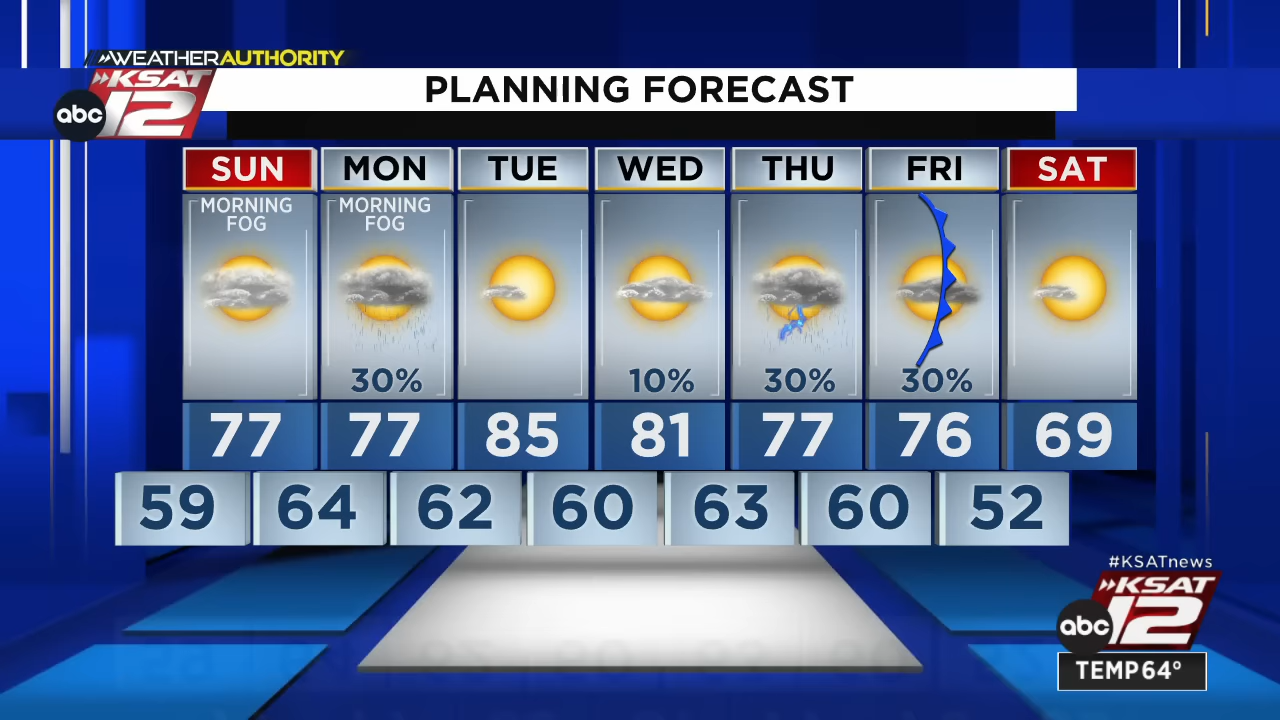 WEATHERAUTHORITY
KSAT
abc 12
PLANNING FORECAST
SUN MON TUE WED THU FRI SAT
MORNING FOG MORNING FOG
30% 10% 30% 30%
77 77 85 81 77 76 69
59 64 62 60 63 60 52
#KSATnews
KSAT
abc 12
TEMP 64°